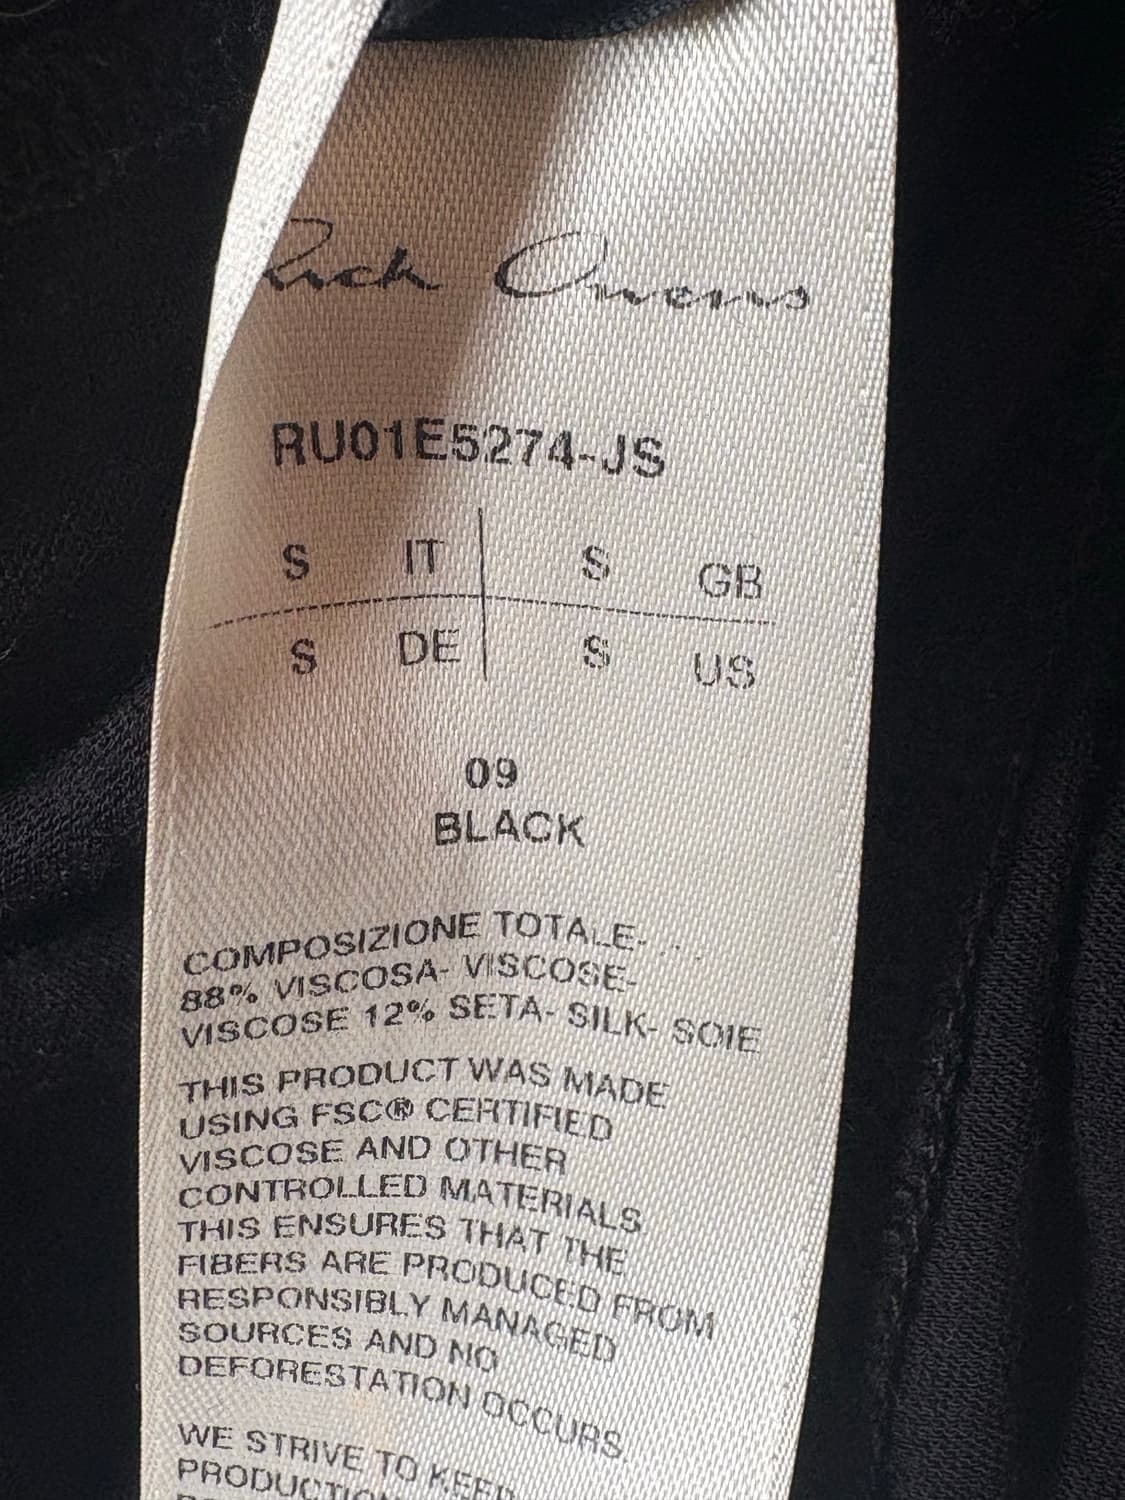 Rick Owens
RU01E5274-JS
S IT S GB
S DE S US
09
BLACK
COMPOSIZIONE TOTALE-
88% VISCOSA- VISCOSE-
VISCOSE 12% SETA- SILK- SOIE
THIS PRODUCT WAS MADE
USING FSC® CERTIFIED
VISCOSE AND OTHER
CONTROLLED MATERIALS
THIS ENSURES THAT THE
FIBERS ARE PRODUCED FROM
RESPONSIBLY MANAGED
SOURCES AND NO
DEFORESTATION OCCURS
WE STRIVE TO KEEP
PRODUCTION